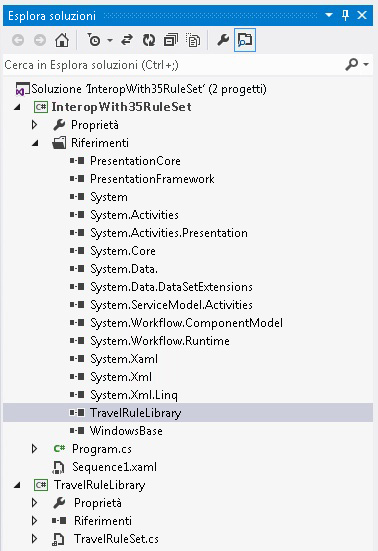 Esplora soluzioni
Cerca in Esplora soluzioni (Ctrl+;)
Soluzione 'InteropWith35RuleSet' (2 progetti)
C# InteropWith35RuleSet
Proprietà
Riferimenti
PresentationCore
PresentationFramework
System
System.Activities
System.Activities.Presentation
System.Core
System.Data.
System.Data.DataSetExtensions
System.ServiceModel.Activities
System.Workflow.ComponentModel
System.Workflow.Runtime
System.Xaml
System.Xml
System.Xml.Linq
TravelRuleLibrary
WindowsBase
C# Program.cs
Sequence1.xaml
C# TravelRuleLibrary
Proprietà
Riferimenti
TravelRuleSet.cs